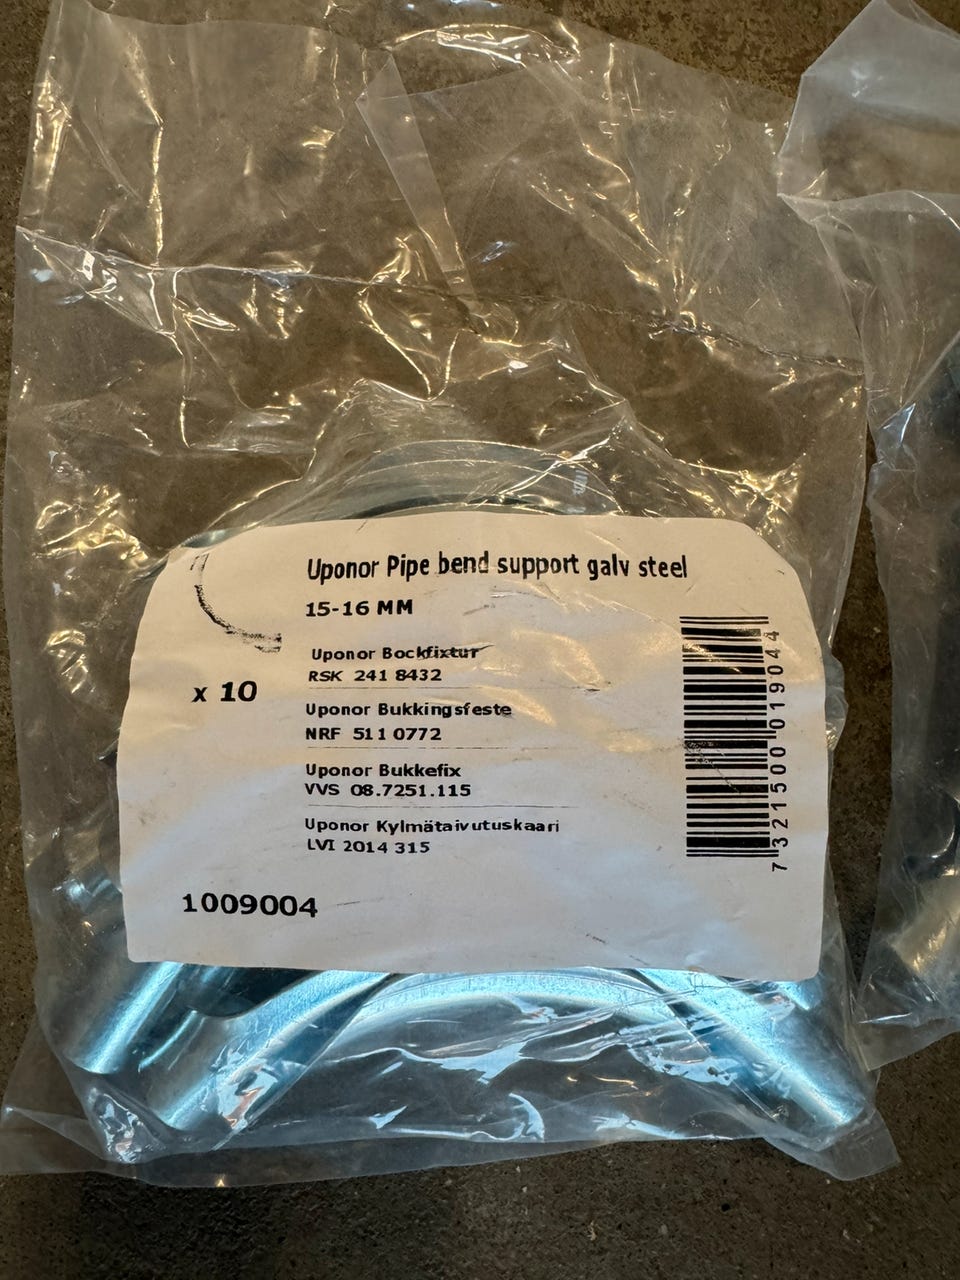 Uponor Pipe bend support galv steel
15-16 MM
Uponor Bockfixtur
RSK 241 8432
x 10
Uponor Bukkingsfeste
NRF 511 0772
Uponor Bukkefix
VVS 08.7251.115
Uponor Kylmätaivutuskaari
LVI 2014 315
1009004
7 321500 019044